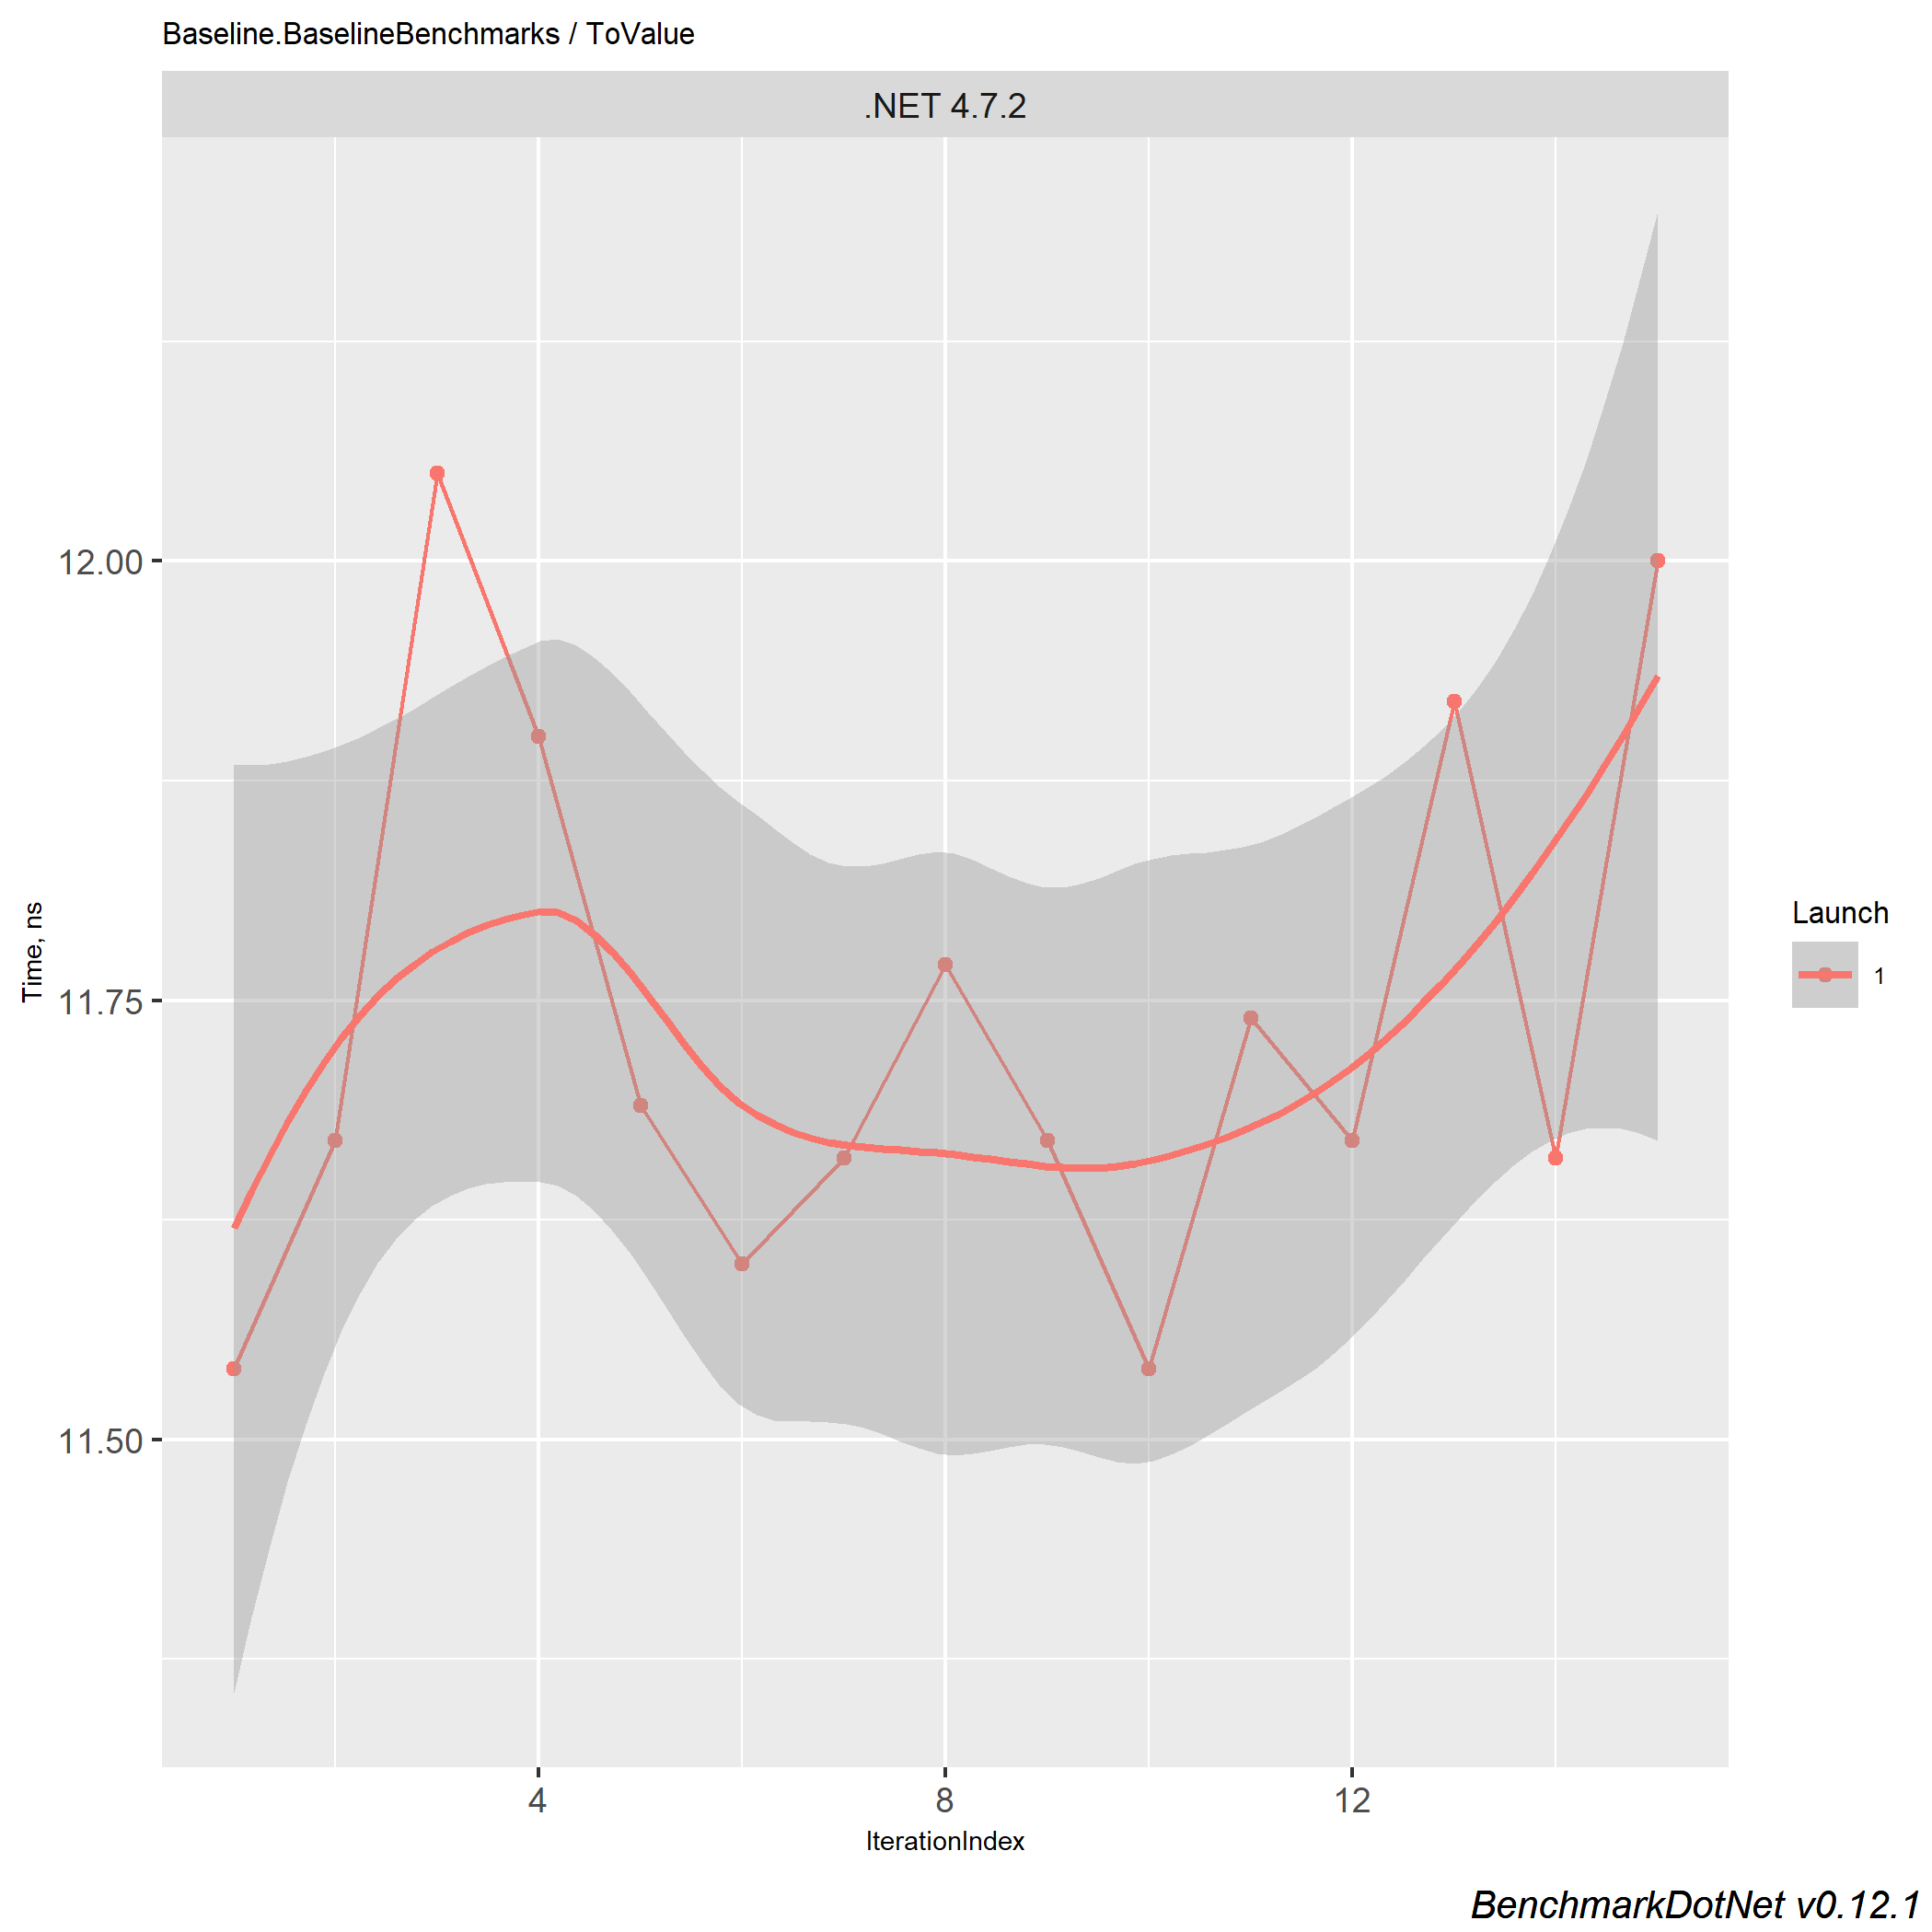 Baseline.BaselineBenchmarks / ToValue
.NET 4.7.2
12.00
11.75
11.50
Time, ns
4 8 12
IterationIndex
Launch
1
BenchmarkDotNet v0.12.1